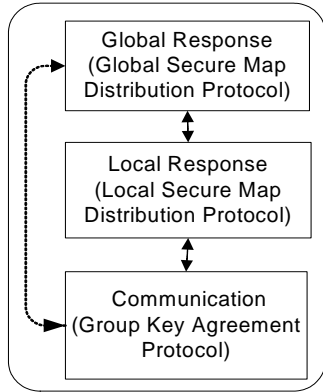 Global Response
(Global Secure Map
Distribution Protocol)
Local Response
(Local Secure Map
Distribution Protocol)
Communication
(Group Key Agreement
Protocol)